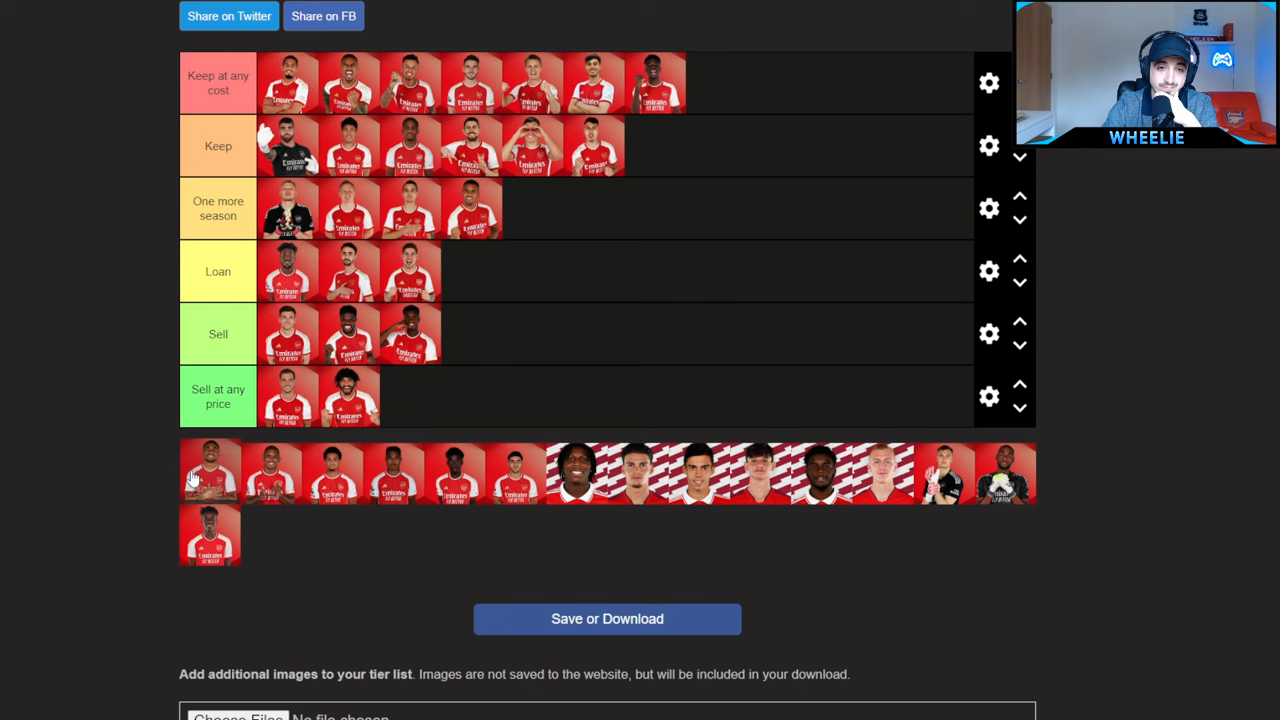 Share on Twitter
Share on FB
WHEELIE
Keep at any
cost
Keep
One more
season
Loan
Sell
Sell at any
price
Save or Download
Add additional images to your tier list. Images are not saved to the website, but will be included in your download.
Choose Files No file chosen